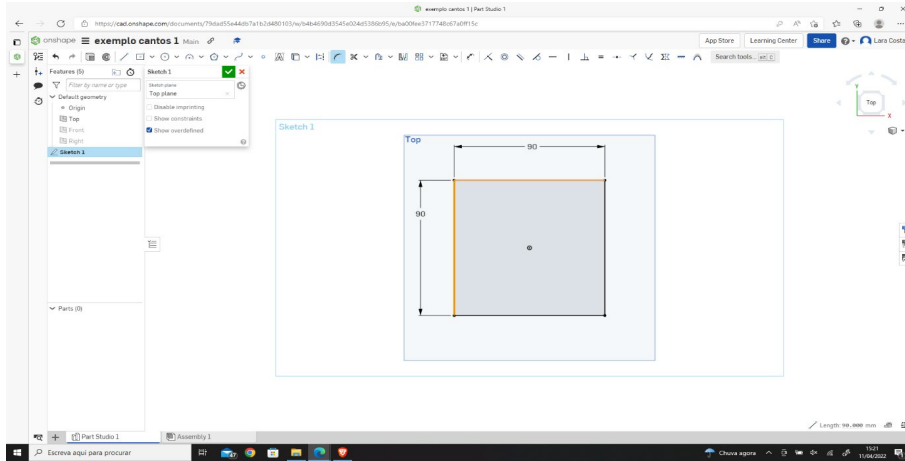 exemplo cantos 1 | Part Studio 1
https://cad.onshape.com/documents/79dad55e44db7a1b2d480103/w/b4b4690d3545e024d5386b95/e/ba00fee3717748c67a0ff15c
onshape exemplo cantos 1 Main
App Store Learning Center Share Lara Costa
Search tools...
Features (5)
Filter by name or type
Default geometry
Origin
Top
Front
Right
Sketch 1
Sketch 1
Sketch plane
Top plane
Disable imprinting
Show constraints
Show overdefined
Sketch 1
Top
90
90
Y
Top
X
Parts (0)
Length: 90.000 mm
Part Studio 1 Assembly 1
Escreva aqui para procurar
Chuva agora
15:21
11/04/2022